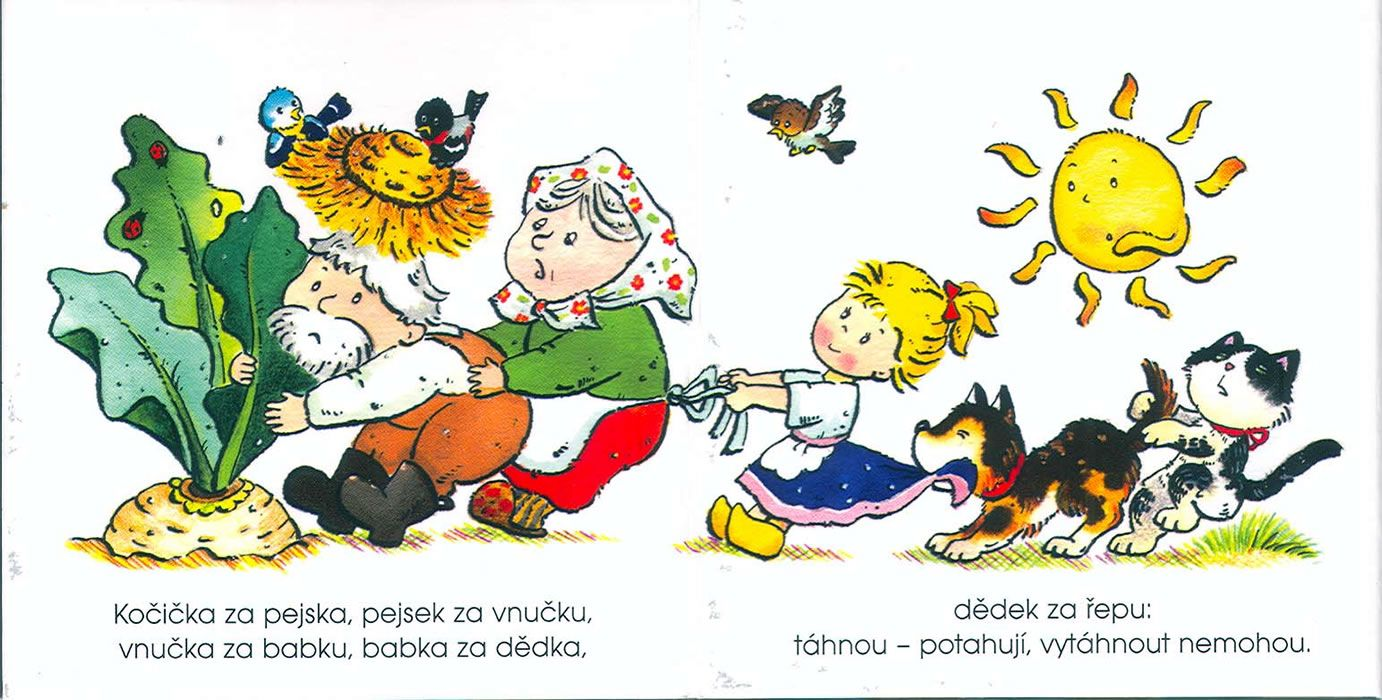 Kočička za pejska, pejsek za vnučku,
vnučka za babku, babka za dědka,
dědek za řepu:
táhnou – potahují, vytáhnout nemohou.